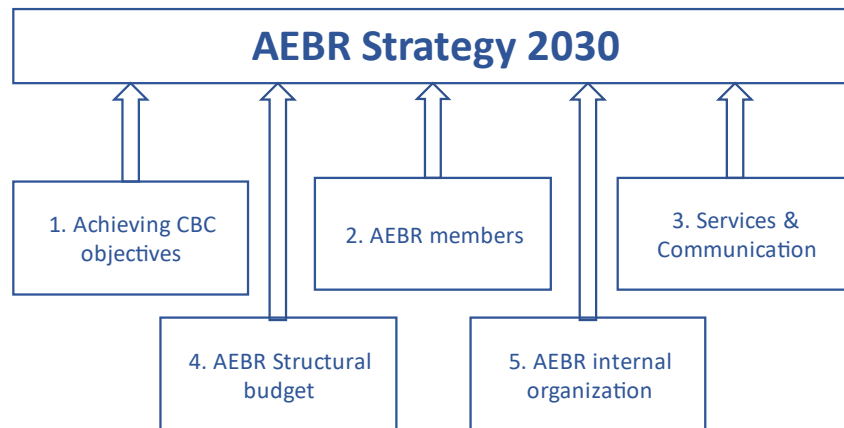 AEBR Strategy 2030
1. Achieving CBC
objectives
2. AEBR members
3. Services &
Communication
4. AEBR Structural
budget
5. AEBR internal
organization